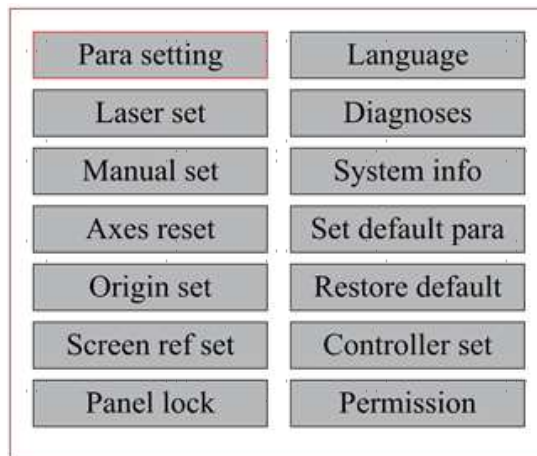 Para setting
Language
Laser set
Diagnoses
Manual set
System info
Axes reset
Set default para
Origin set
Restore default
Screen ref set
Controller set
Panel lock
Permission